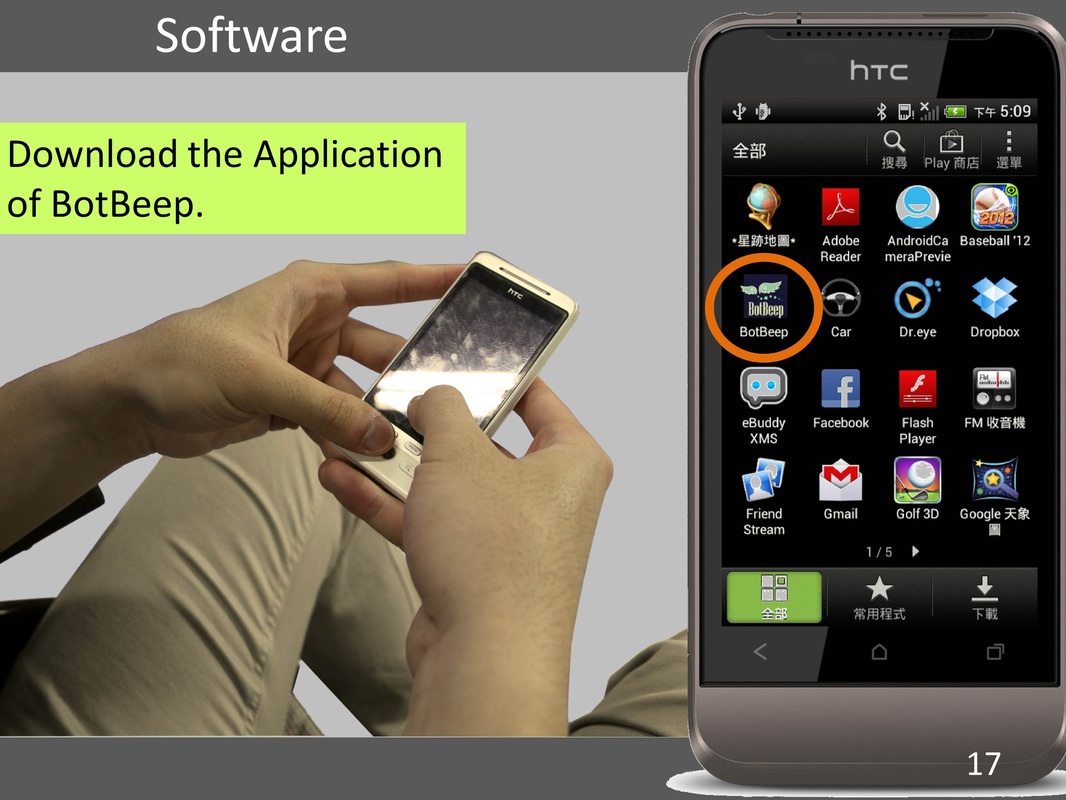 Software
Download the Application
of BotBeep.
hTC
hTC
下午 5:09
全部
搜尋
Play 商店
選單
*星跡地圖*
Adobe
Reader
AndroidCa
meraPrevie
2012
Baseball '12
BotBeep
BotBeep
Car
Dr.eye
Dropbox
eBuddy
XMS
Facebook
Flash
Player
FM
FM 收音機
Friend
Stream
Gmail
Golf 3D
Google 天象
圖
1 / 5
全部
常用程式
下載
17